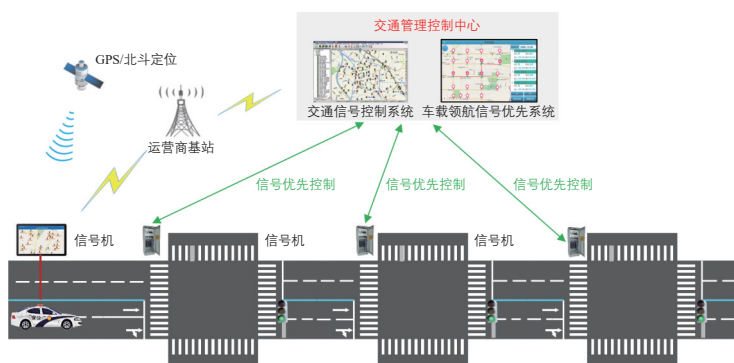 交通管理控制中心
GPS/北斗定位
交通信号控制系统
车载领航信号优先系统
运营商基站
信号优先控制
信号优先控制
信号优先控制
信号机
信号机
信号机